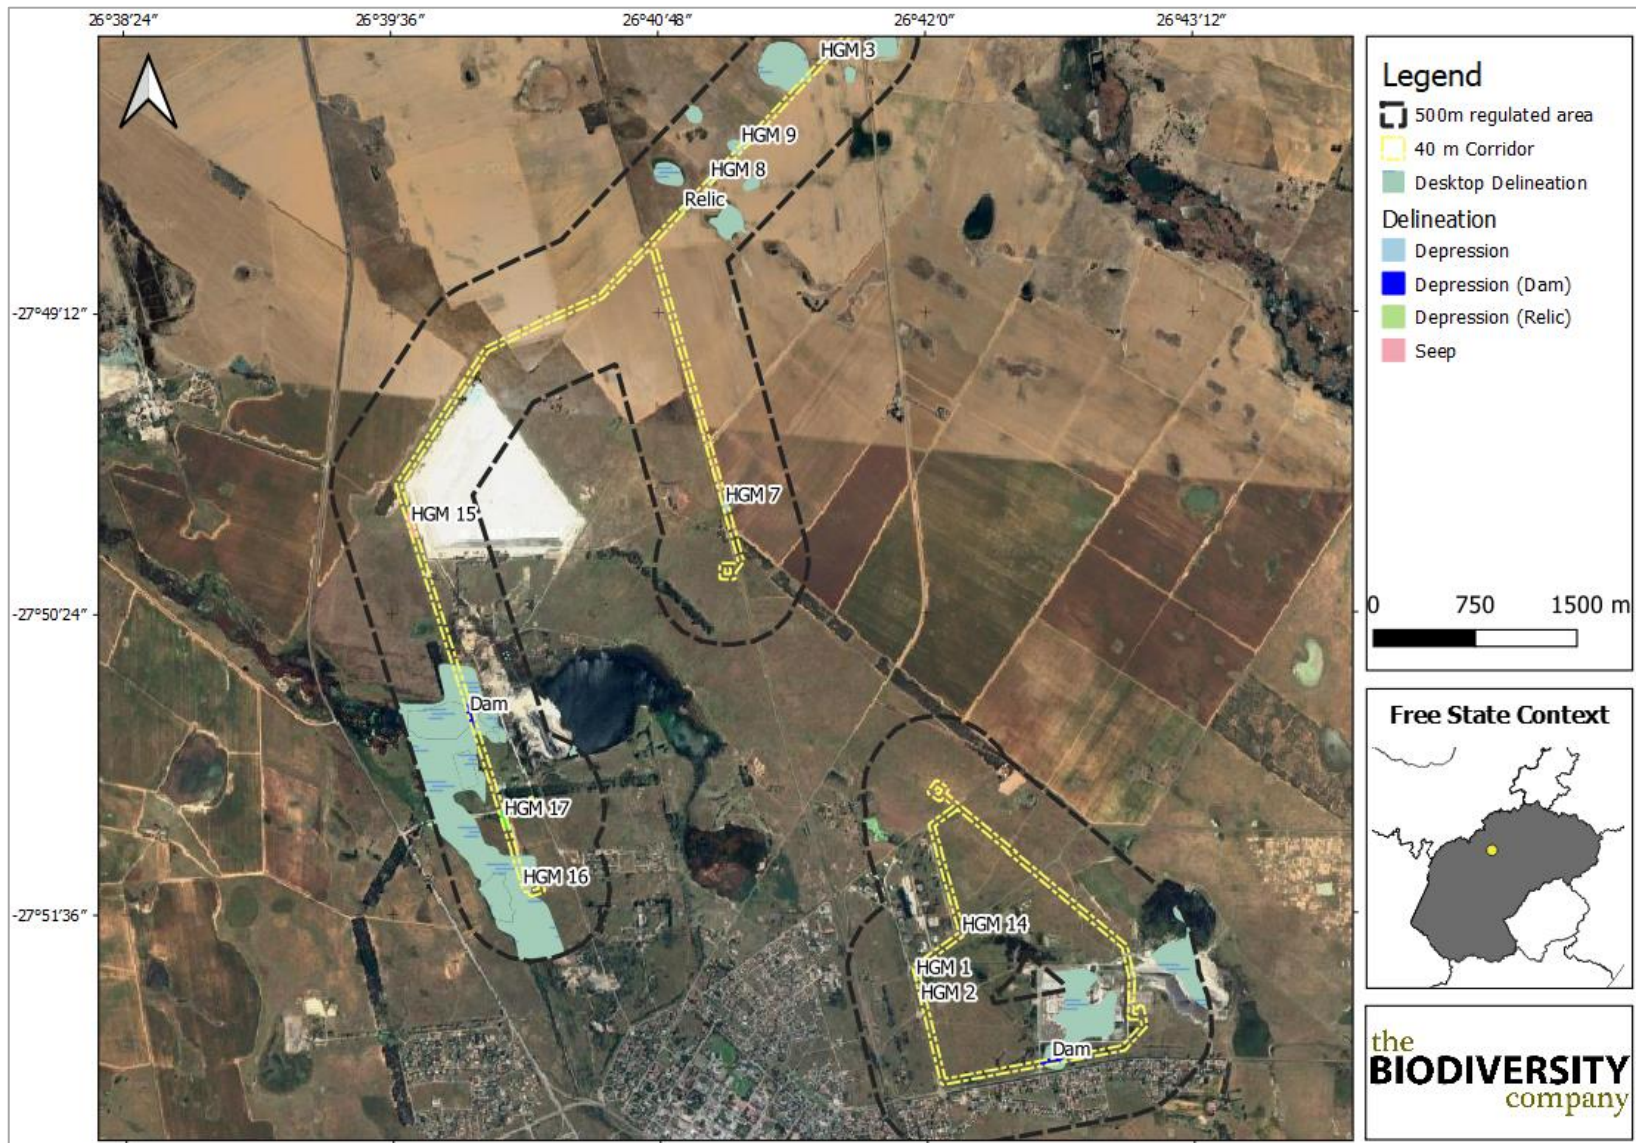 26°38′24″
26°39′36″
26°40′48″
26°42′0″
26°43′12″
HGM 3
HGM 9
HGM 8
Relic
-27°49′12″
HGM 7
HGM 15
-27°50′24″
Dam
HGM 17
HGM 16
-27°51′36″
HGM 14
HGM 1
HGM 2
Dam
Legend
500m regulated area
40 m Corridor
Desktop Delineation
Delineation
Depression
Depression (Dam)
Depression (Relic)
Seep
0 750 1500 m
Free State Context
the
BIODIVERSITY
company